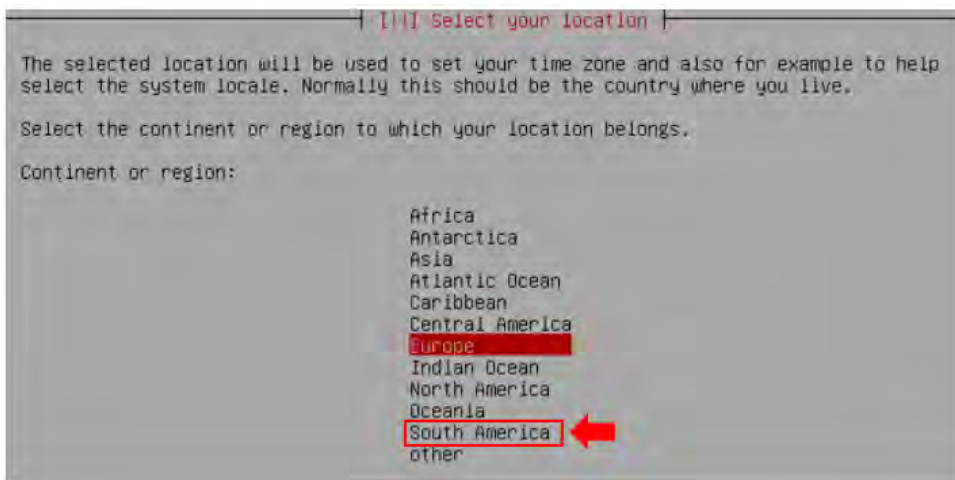 [!!] Select your location
The selected location will be used to set your time zone and also for example to help
select the system locale. Normally this should be the country where you live.
Select the continent or region to which your location belongs.
Continent or region:
Africa
Antarctica
Asia
Atlantic Ocean
Caribbean
Central America
Europe
Indian Ocean
North America
Oceania
South America
other